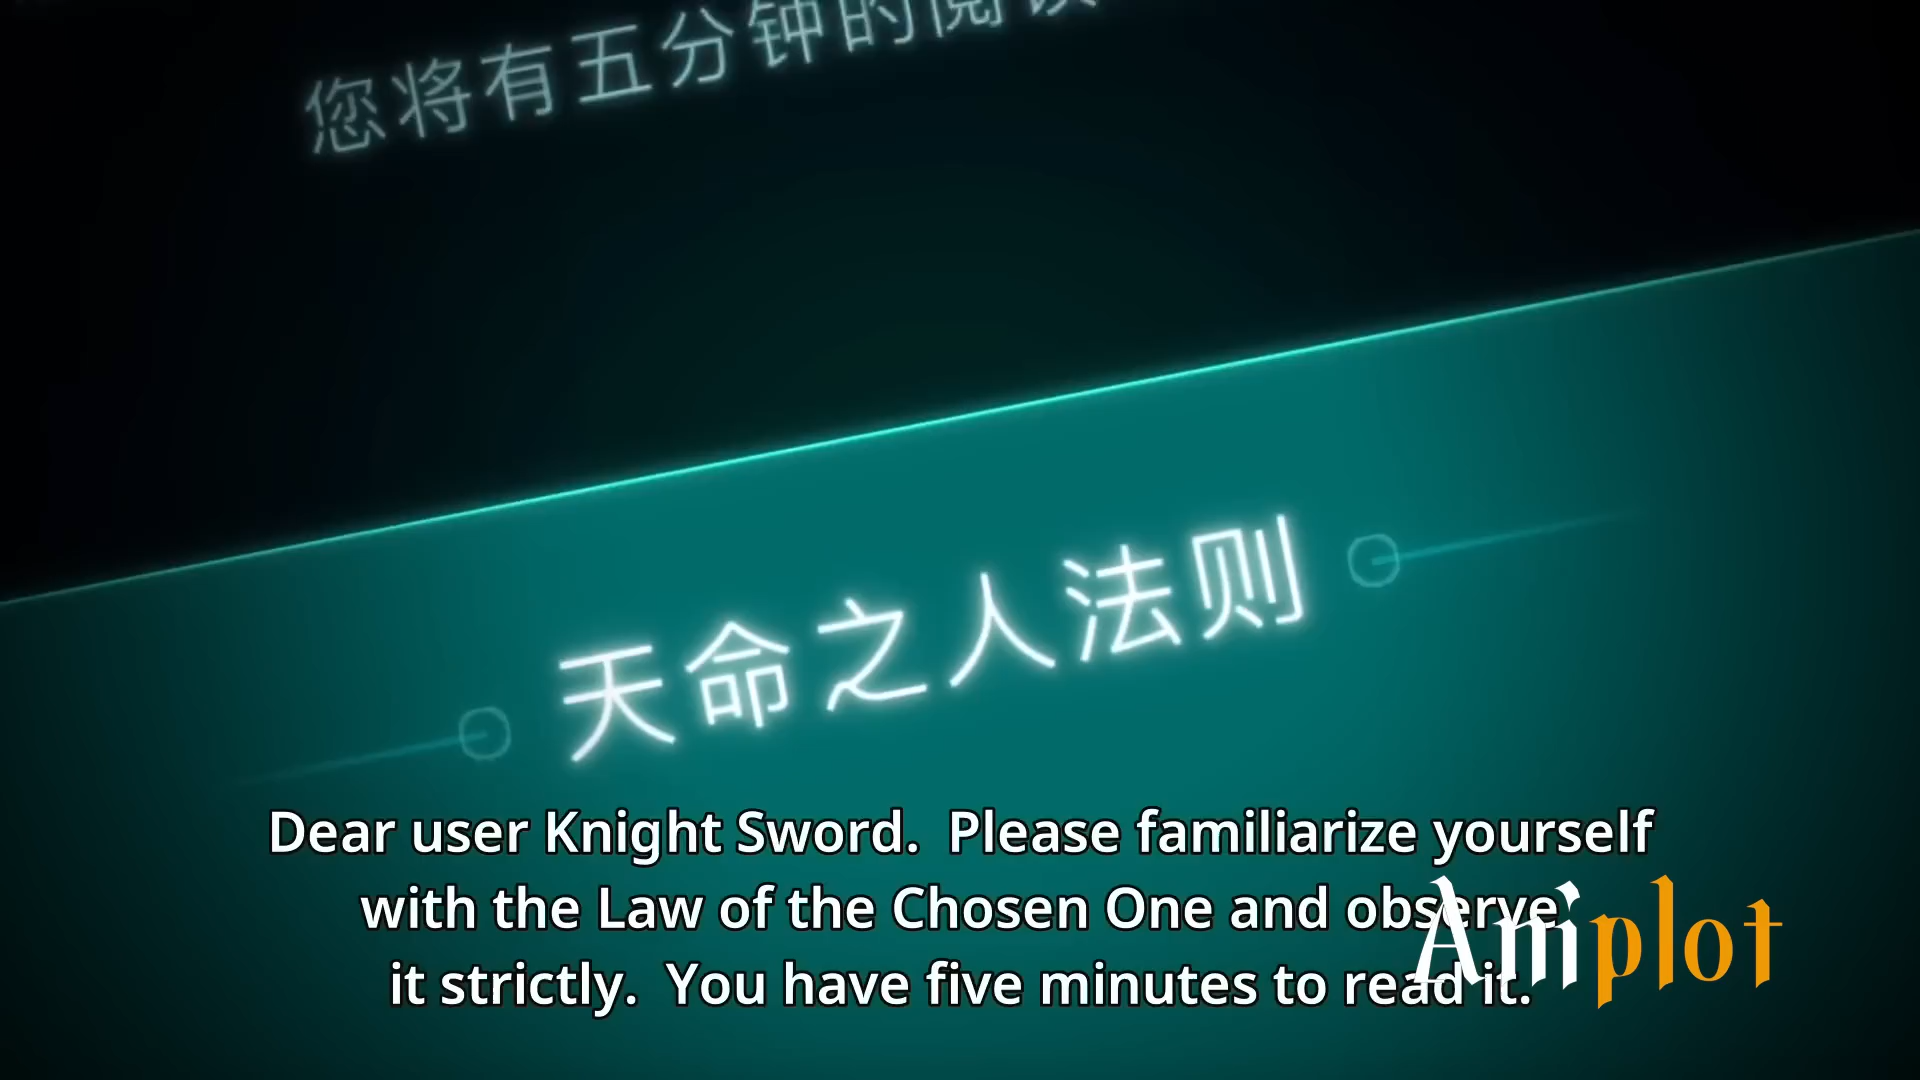 您将有五分钟的阅读
天命之人法则
Dear user Knight Sword. Please familiarize yourself
with the Law of the Chosen One and observe
it strictly. You have five minutes to read it.
Aniplot